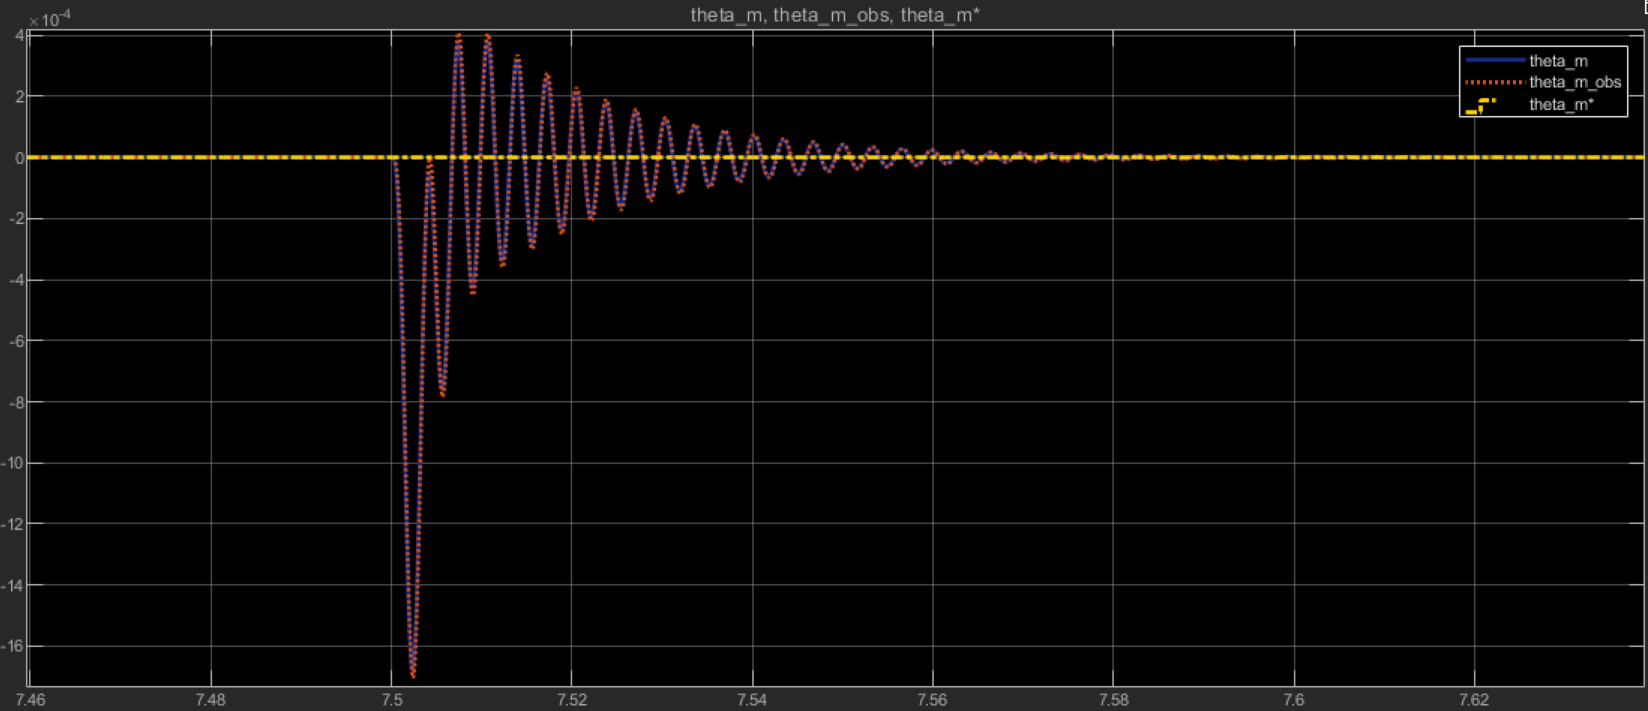 theta_m, theta_m_obs, theta_m*
×10⁻⁴
theta_m
theta_m_obs
theta_m*
4
2
0
-2
-4
-6
-8
-10
-12
-14
-16
7.46 7.48 7.5 7.52 7.54 7.56 7.58 7.6 7.62